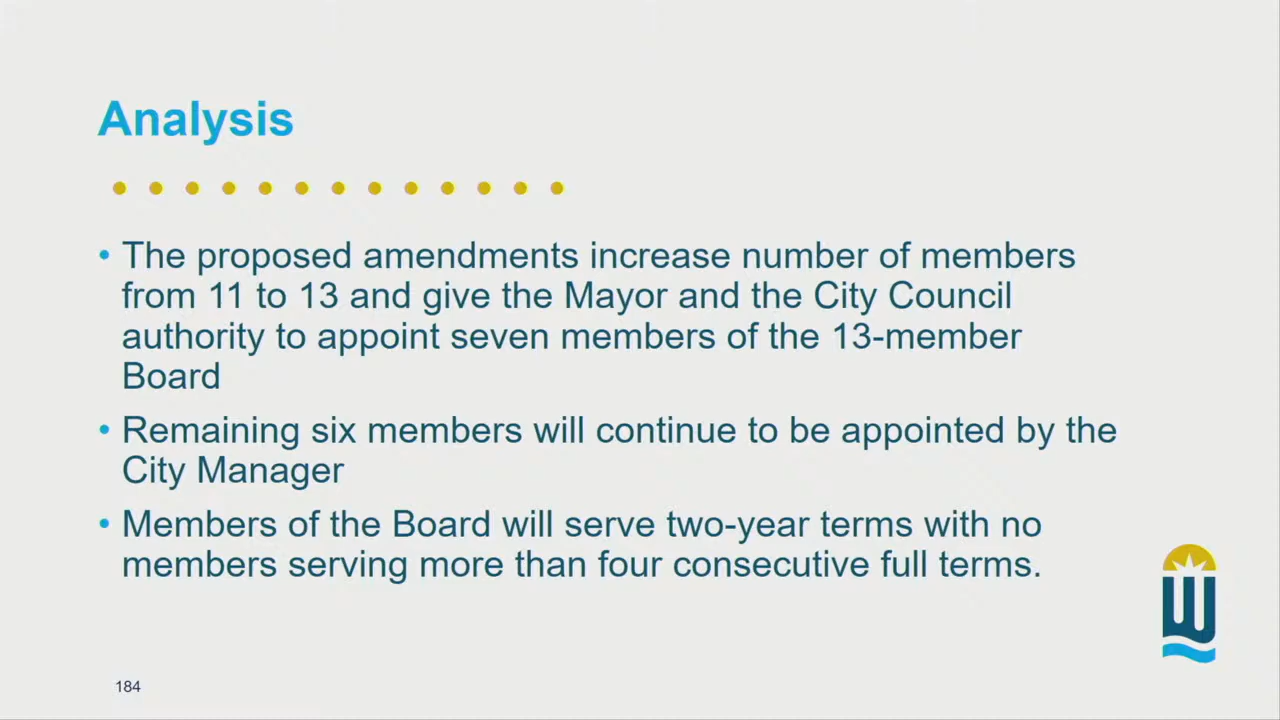 Analysis
• The proposed amendments increase number of members
from 11 to 13 and give the Mayor and the City Council
authority to appoint seven members of the 13-member
Board
• Remaining six members will continue to be appointed by the
City Manager
• Members of the Board will serve two-year terms with no
members serving more than four consecutive full terms.
184